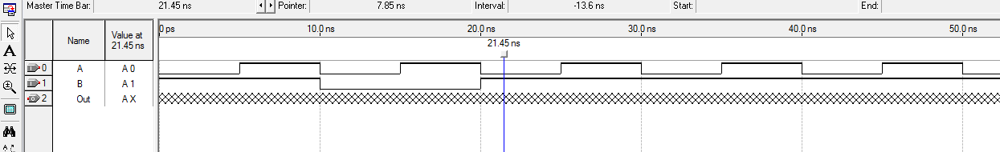 Master Time Bar: 21.45 ns Pointer: 7.85 ns Interval: -13.6 ns Start: End:
Name Value at 21.45 ns 0 ps 10.0 ns 20.0 ns 30.0 ns 40.0 ns 50.0 ns
21.45 ns
0 A A 0
1 B A 1
2 Out A X